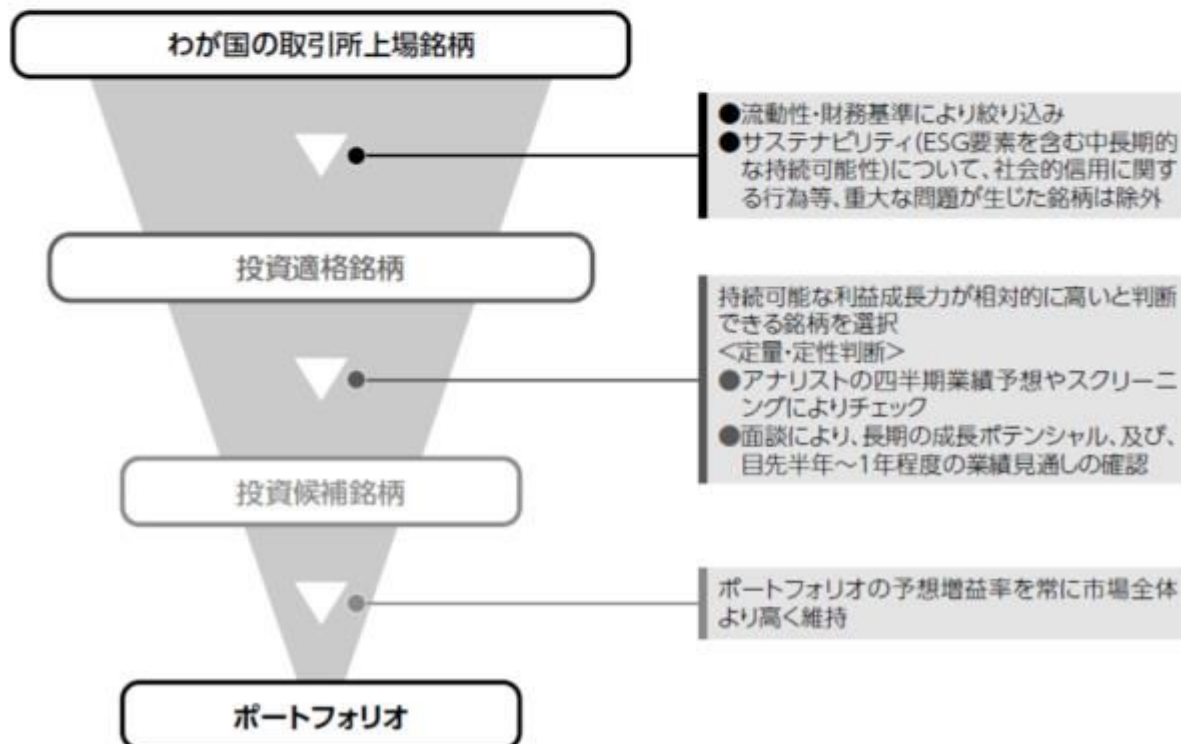 わが国の取引所上場銘柄
●流動性・財務基準により絞り込み
●サステナビリティ(ESG要素を含む中長期的
な持続可能性)について、社会的信用に関す
る行為等、重大な問題が生じた銘柄は除外
投資適格銘柄
持続可能な利益成長力が相対的に高いと判断
できる銘柄を選択
<定量・定性判断>
●アナリストの四半期業績予想やスクリーニ
ングによりチェック
●面談により、長期の成長ポテンシャル、及び、
目先半年～1年程度の業績見通しの確認
投資候補銘柄
ポートフォリオの予想増益率を常に市場全体
より高く維持
ポートフォリオ